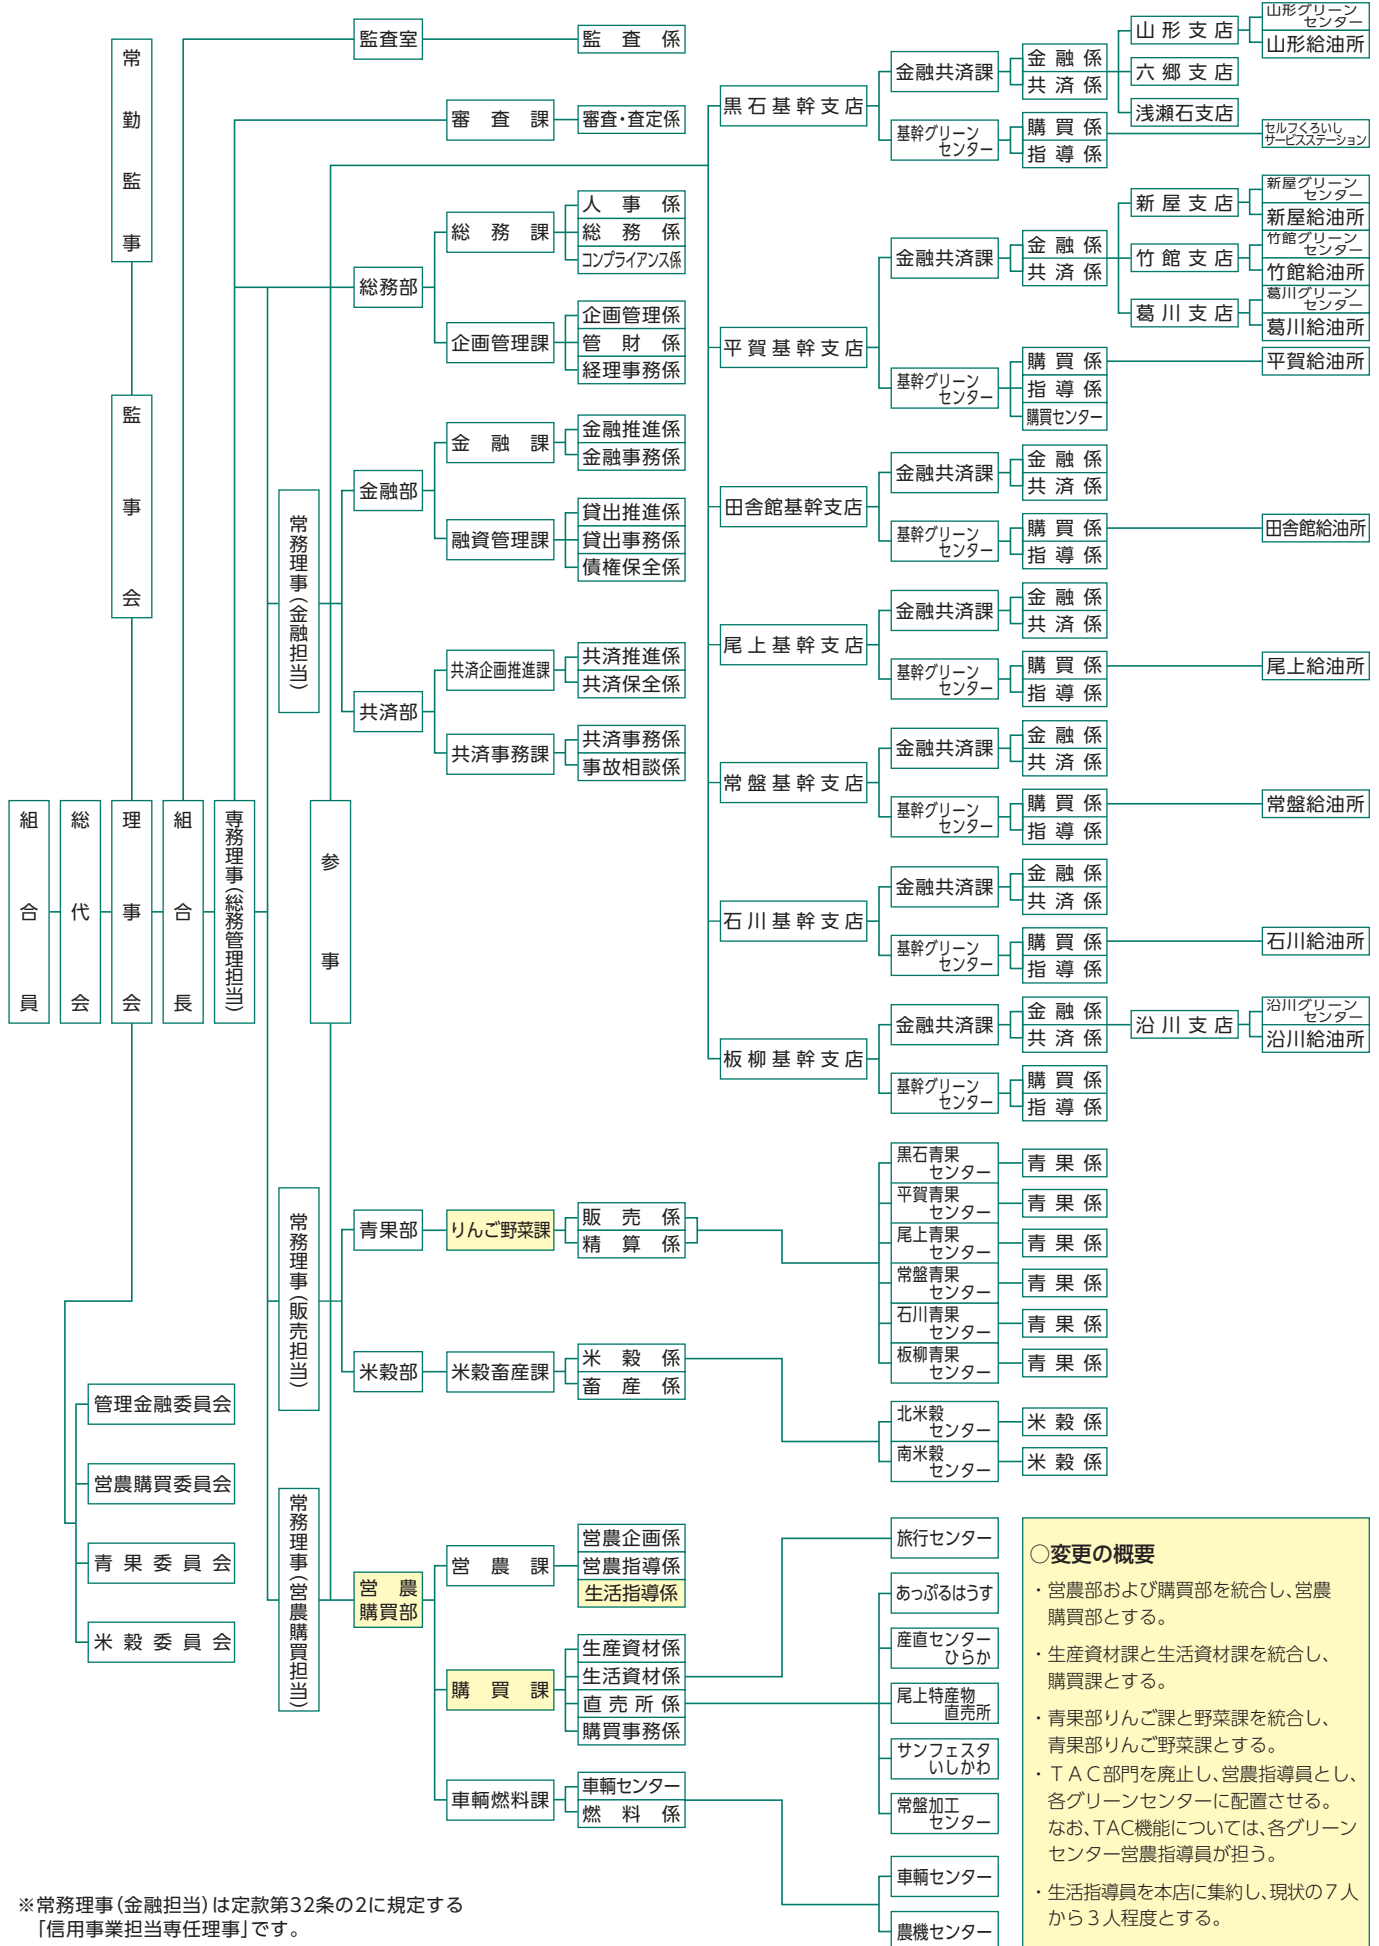 組合員
総代会
理事会
監事会
常勤監事
組合長
専務理事(総務管理担当)
参事
常務理事(金融担当)
常務理事(販売担当)
常務理事(営農購買担当)
管理金融委員会
営農購買委員会
青果委員会
米穀委員会
監査室
監査係
審査課
審査・査定係
総務部
総務課
人事係
総務係
コンプライアンス係
企画管理課
企画管理係
管財係
経理事務係
金融部
金融課
金融推進係
金融事務係
融資管理課
貸出推進係
貸出事務係
債権保全係
共済部
共済企画推進課
共済推進係
共済保全係
共済事務課
共済事務係
事故相談係
黒石基幹支店
金融共済課
金融係
共済係
山形支店
山形グリーン
センター
山形給油所
六郷支店
浅瀬石支店
基幹グリーン
センター
購買係
指導係
セルフくろいし
サービスステーション
平賀基幹支店
金融共済課
金融係
共済係
新屋支店
新屋グリーン
センター
新屋給油所
竹館支店
竹館グリーン
センター
竹館給油所
葛川支店
葛川グリーン
センター
葛川給油所
基幹グリーン
センター
購買係
指導係
購買センター
平賀給油所
田舎館基幹支店
金融共済課
金融係
共済係
基幹グリーン
センター
購買係
指導係
田舎館給油所
尾上基幹支店
金融共済課
金融係
共済係
基幹グリーン
センター
購買係
指導係
尾上給油所
常盤基幹支店
金融共済課
金融係
共済係
基幹グリーン
センター
購買係
指導係
常盤給油所
石川基幹支店
金融共済課
金融係
共済係
基幹グリーン
センター
購買係
指導係
石川給油所
板柳基幹支店
金融共済課
金融係
共済係
沿川支店
沿川グリーン
センター
沿川給油所
基幹グリーン
センター
購買係
指導係
青果部
りんご野菜課
販売係
精算係
黒石青果
センター
青果係
平賀青果
センター
青果係
尾上青果
センター
青果係
常盤青果
センター
青果係
石川青果
センター
青果係
板柳青果
センター
青果係
米穀部
米穀畜産課
米穀係
畜産係
北米穀
センター
米穀係
南米穀
センター
米穀係
営農
購買部
営農課
営農企画係
営農指導係
生活指導係
購買課
生産資材係
生活資材係
直売所係
購買事務係
車輌燃料課
車輌センター
燃料係
旅行センター
あっぷるはうす
産直センター
ひらか
尾上特産物
直売所
サンフェスタ
いしかわ
常盤加工
センター
車輌センター
農機センター
○変更の概要
・営農部および購買部を統合し、営農
購買部とする。
・生産資材課と生活資材課を統合し、
購買課とする。
・青果部りんご課と野菜課を統合し、
青果部りんご野菜課とする。
・ＴＡＣ部門を廃止し、営農指導員とし、
各グリーンセンターに配置させる。
なお、TAC機能については、各グリーン
センター営農指導員が担う。
・生活指導員を本店に集約し、現状の７人
から３人程度とする。
※常務理事(金融担当)は定款第32条の2に規定する
「信用事業担当専任理事」です。